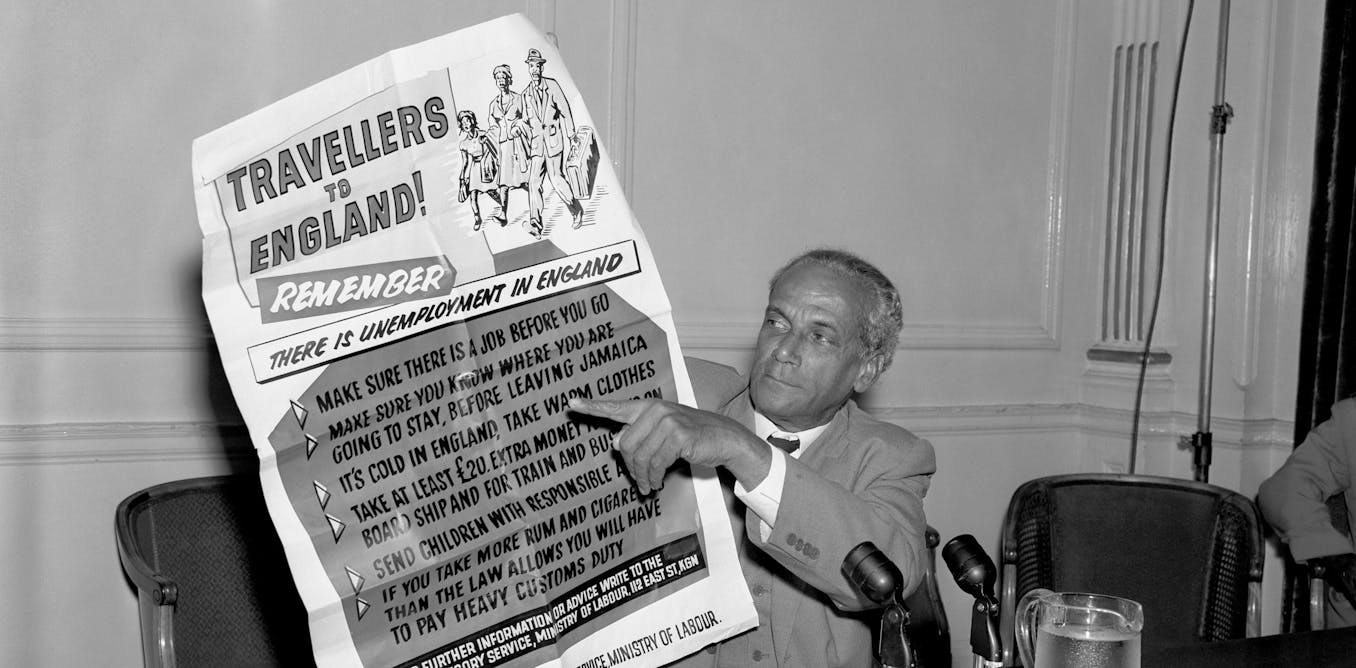 TRAVELLERS
TO
ENGLAND!
REMEMBER
THERE IS UNEMPLOYMENT IN ENGLAND
MAKE SURE THERE IS A JOB BEFORE YOU GO
MAKE SURE YOU KNOW WHERE YOU ARE
GOING TO STAY, BEFORE LEAVING JAMAICA
IT'S COLD IN ENGLAND, TAKE WARM CLOTHES
TAKE AT LEAST £20. EXTRA MONEY ON
BOARD SHIP AND FOR TRAIN AND
SEND CHILDREN WITH RESPONSIBLE
IF YOU TAKE MORE RUM AND
THAN THE LAW ALLOWS YOU WILL HAVE
TO PAY HEAVY CUSTOMS DUTY
FURTHER INFORMATION OR ADVICE WRITE TO THE
SERVICE, MINISTRY OF LABOUR, 112 EAST ST, KGN
MINISTRY OF LABOUR.